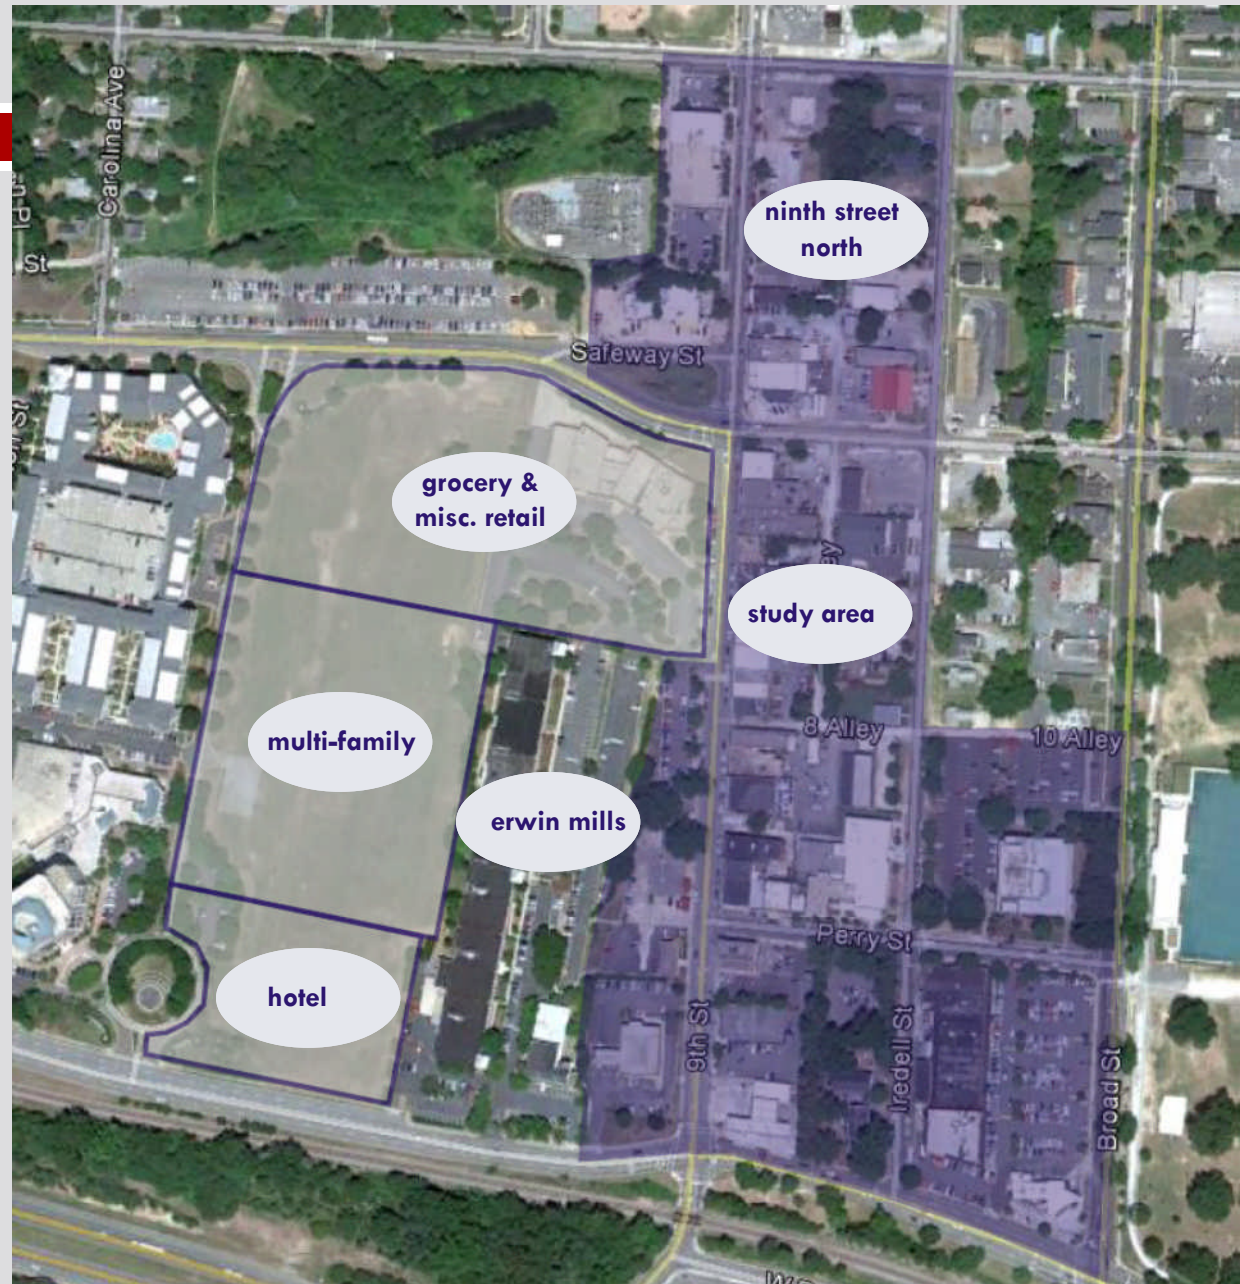 Carolina Ave
St
ninth street
north
Safeway St
grocery &
misc. retail
study area
8 Alley
10 Alley
multi-family
erwin mills
Perry St
hotel
9th St
Iredell St
Broad St